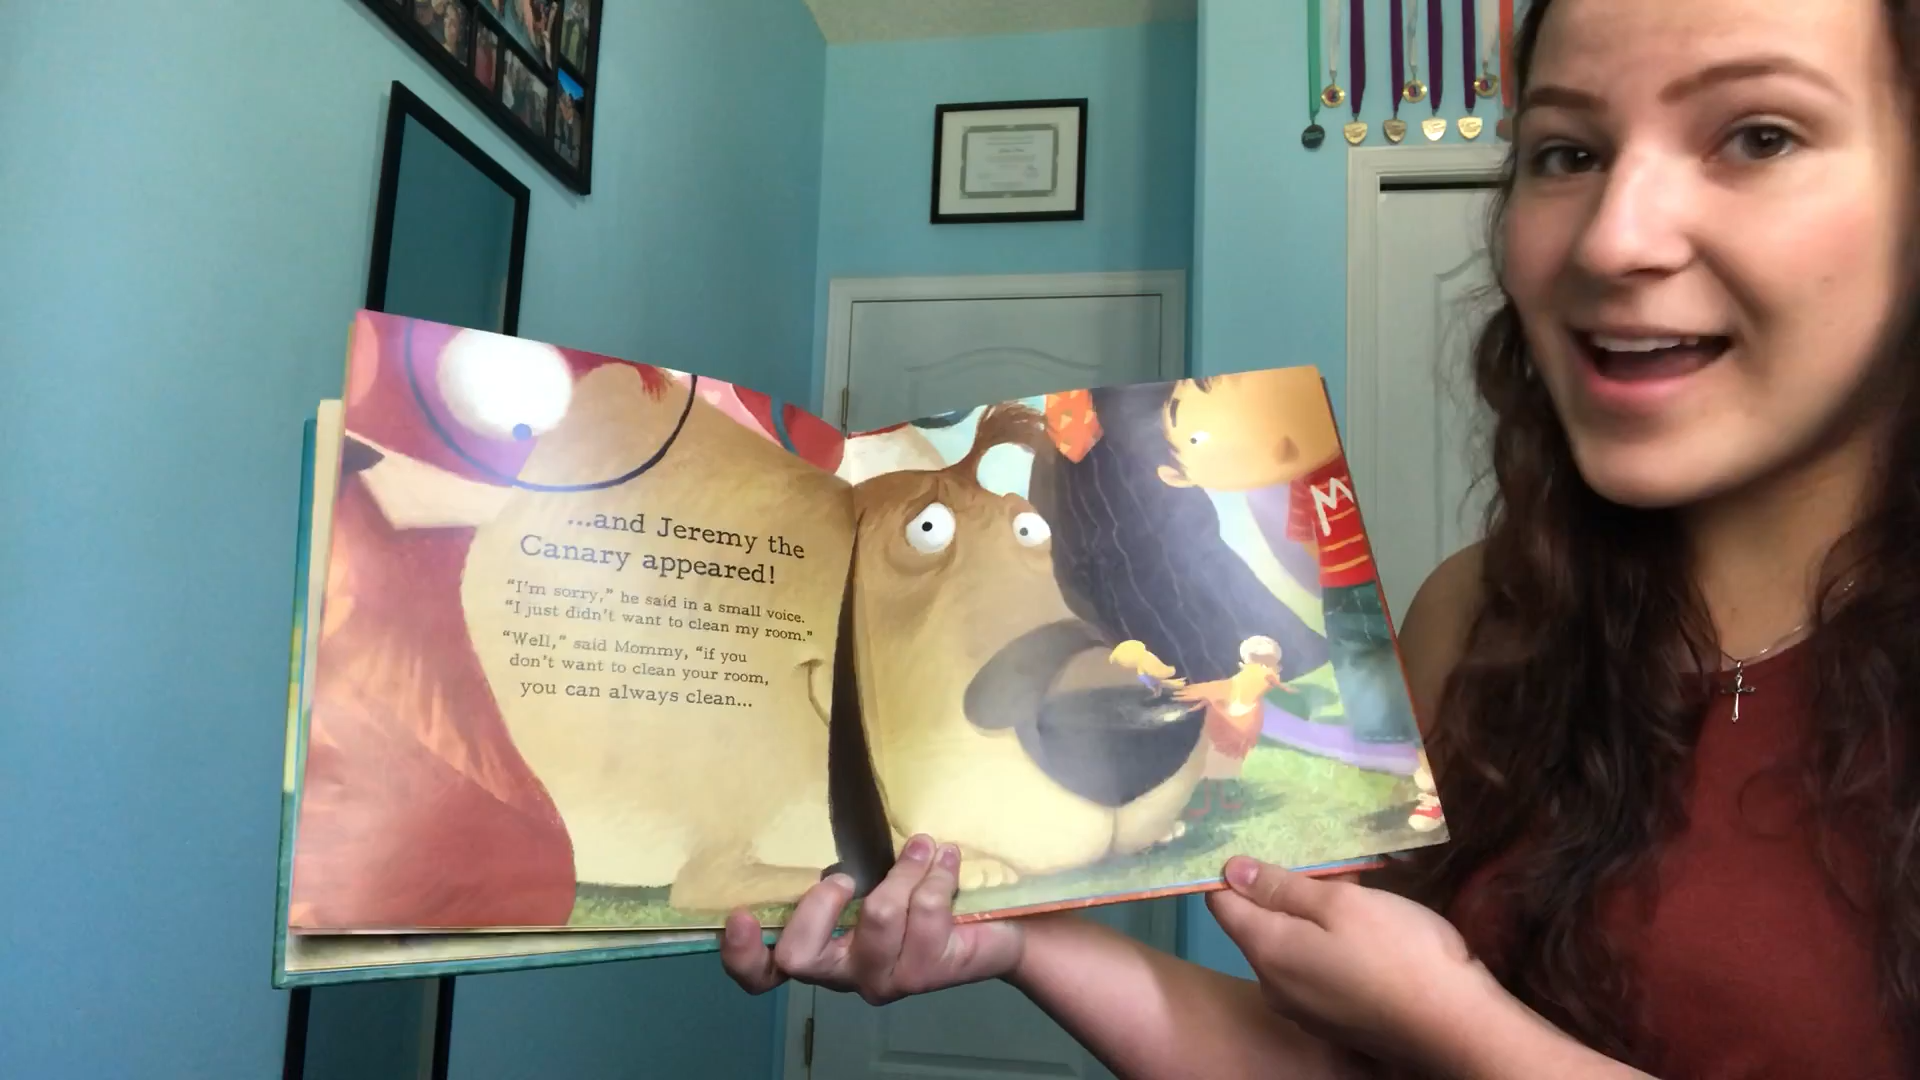 ...and Jeremy the
Canary appeared!
“I'm sorry,” he said in a small voice.
“I just didn't want to clean my room.”
“Well,” said Mommy, “if you
don't want to clean your room,
you can always clean...
M